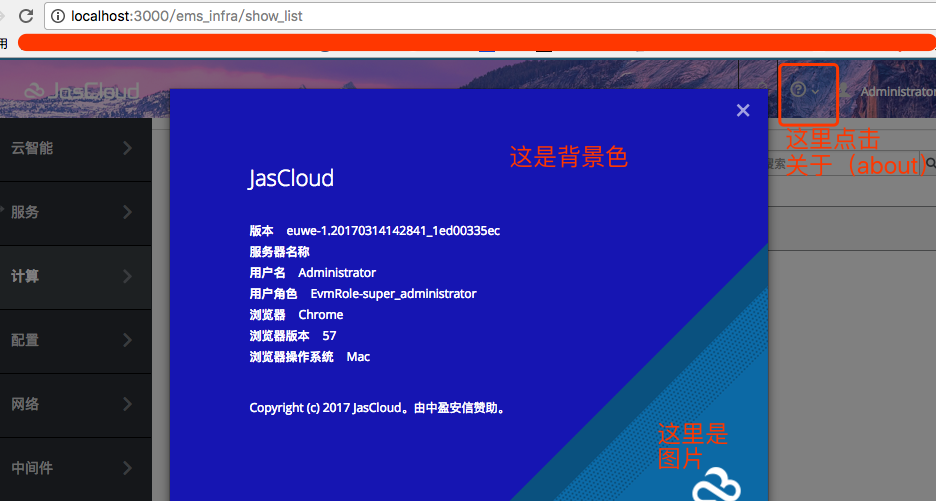 localhost:3000/ems_infra/show_list
用
JasCloud
Administrator
这里点击
关于（about）
搜索
云智能
服务
计算
配置
网络
中间件
这是背景色
JasCloud
版本 euwe-1.20170314142841_1ed00335ec
服务器名称
用户名 Administrator
用户角色 EvmRole-super_administrator
浏览器 Chrome
浏览器版本 57
浏览器操作系统 Mac
Copyright (c) 2017 JasCloud。由中盈安信赞助。
这里是
图片